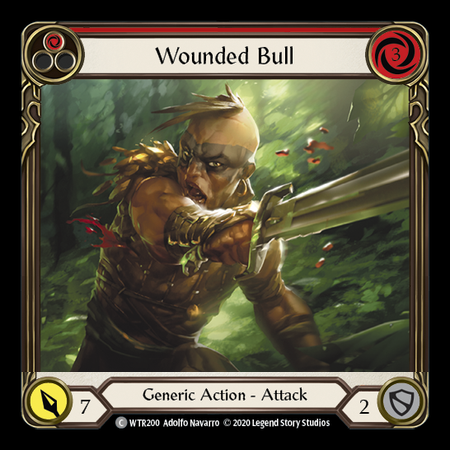 Wounded Bull
3
7
Generic Action - Attack
2
C WTR200 Adolfo Navarro © 2020 Legend Story Studios